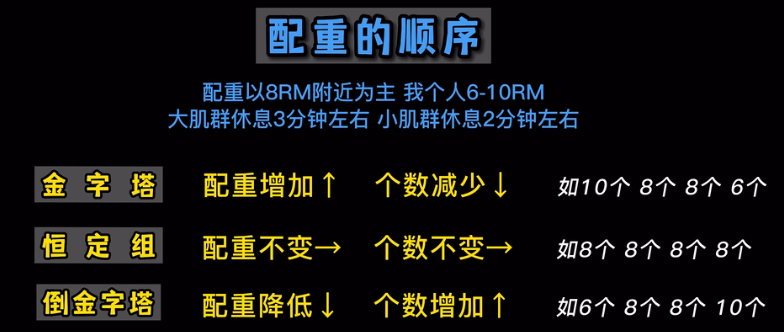 配重的顺序
配重以8RM附近为主 我个人6-10RM
大肌群休息3分钟左右 小肌群休息2分钟左右
金字塔 配重增加↑ 个数减少↓ 如10个 8个 8个 6个
恒定组 配重不变→ 个数不变→ 如8个 8个 8个 8个
倒金字塔 配重降低↓ 个数增加↑ 如6个 8个 8个 10个